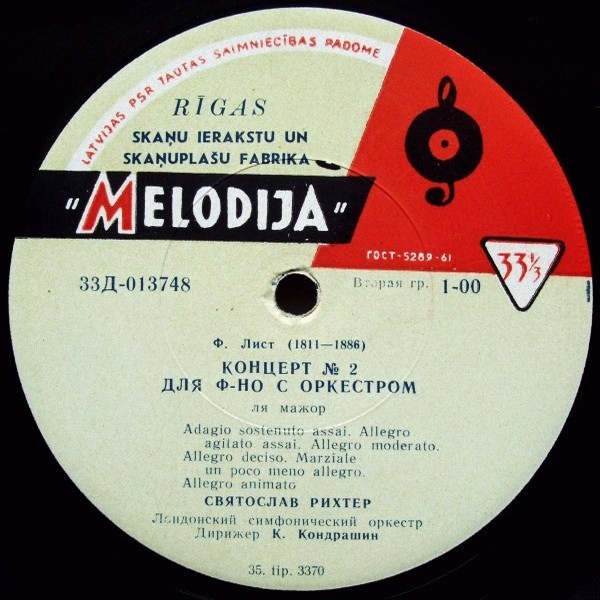 LATVIJAS PSR TAUTAS SAIMNIECĪBAS PADOME
RĪGAS
SKAŅU IERAKSTU UN
SKAŅUPLAŠU FABRIKA
"MELODIJA"
ГОСТ-5289-61
33⅓
33Д-013748
Вторая гр. 1-00
Ф. Лист (1811—1886)
КОНЦЕРТ № 2
ДЛЯ Ф-НО С ОРКЕСТРОМ
ля мажор
Adagio sostenuto assai. Allegro
agitato assai. Allegro moderato.
Allegro deciso. Marziale
un poco meno allegro.
Allegro animato
СВЯТОСЛАВ РИХТЕР
Лондонский симфонический оркестр
Дирижер К. Кондрашин
35. tip. 3370